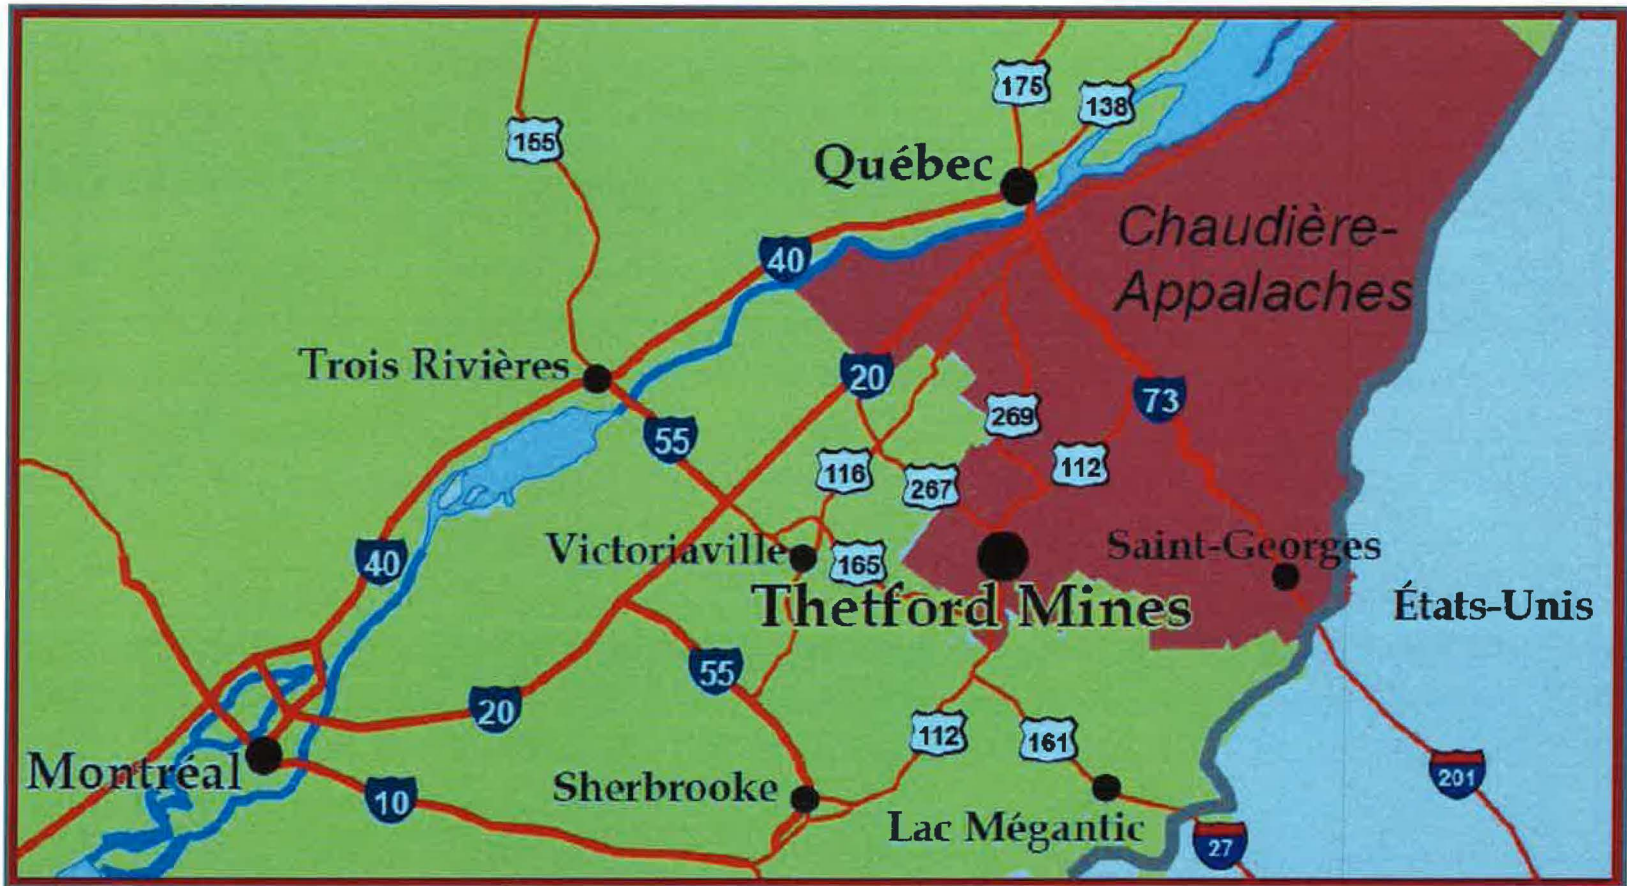 175
138
155
Québec
Chaudière-
Appalaches
40
Trois Rivières
20
73
55
269
116
112
267
Victoriaville
165
Saint-Georges
40
Thetford Mines
États-Unis
55
20
112
161
Montréal
10
Sherbrooke
201
Lac Mégantic
27